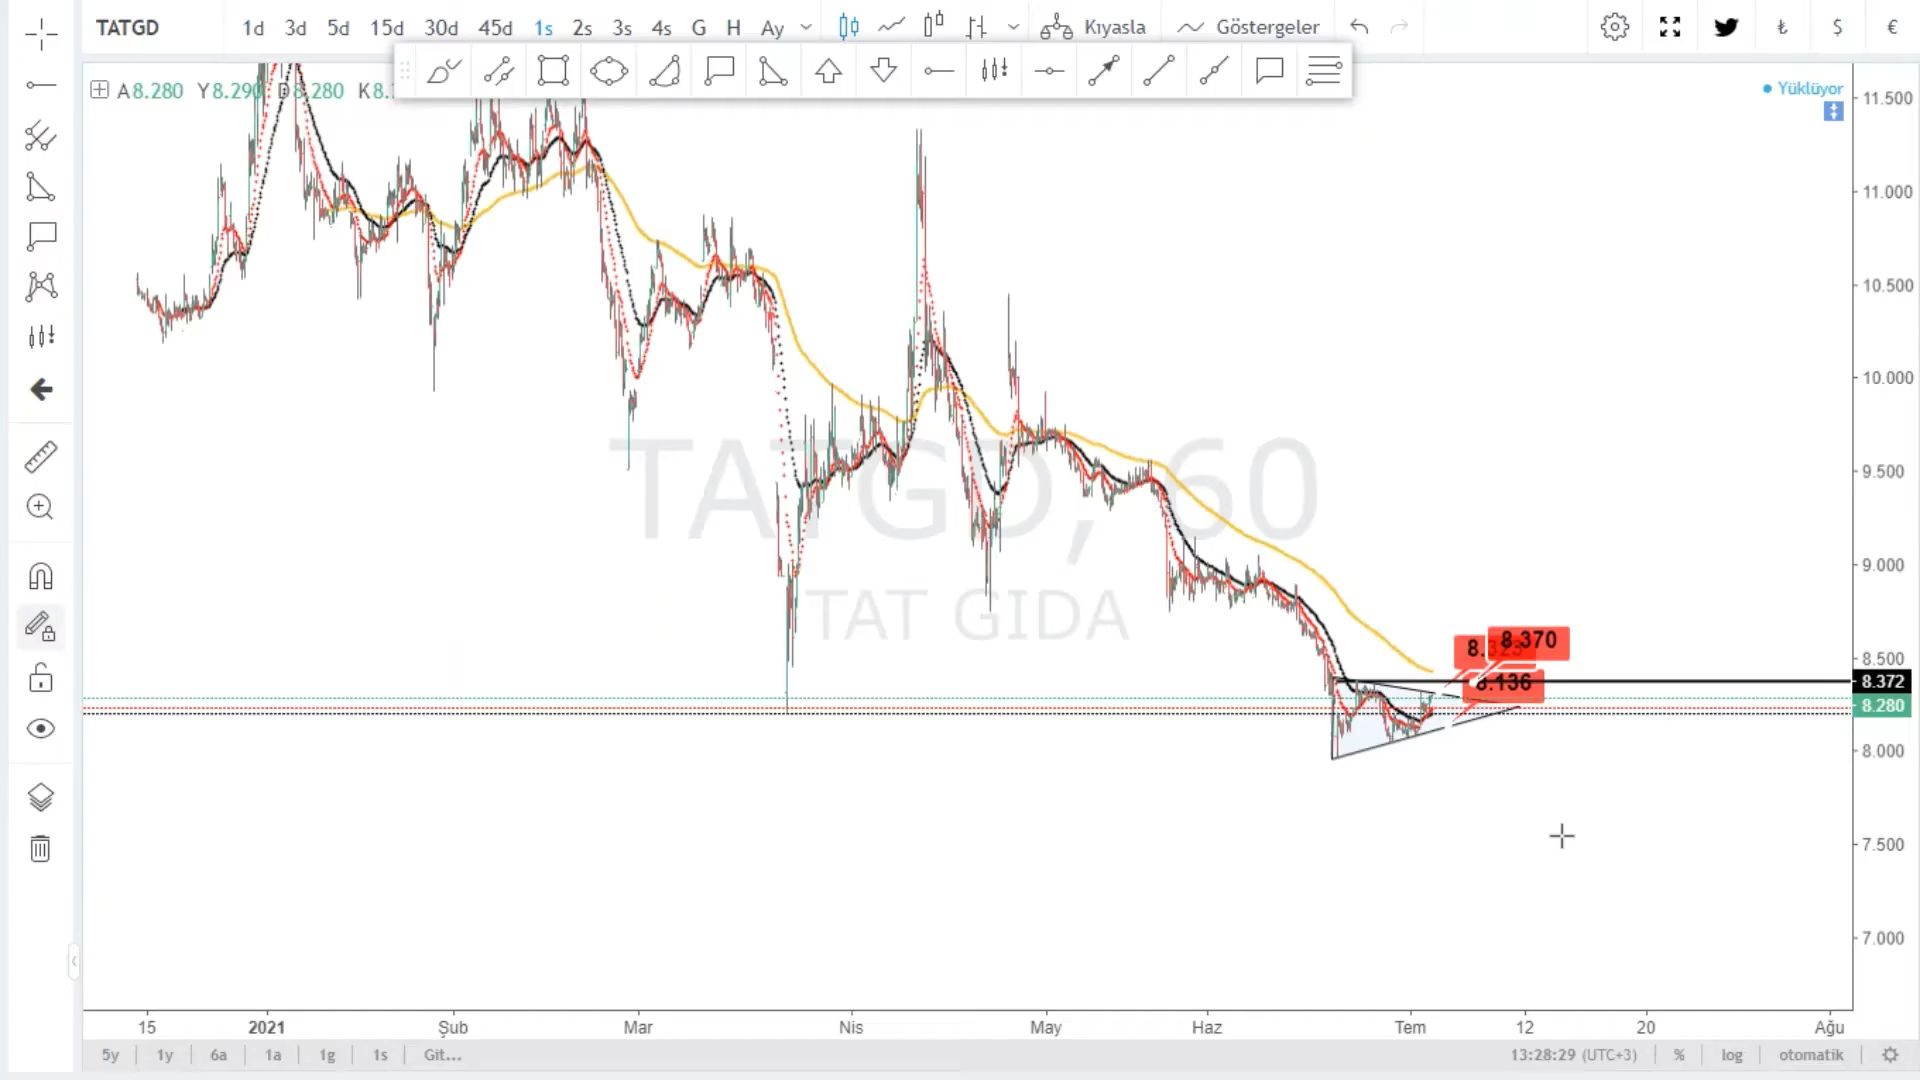 TATGD 1d 3d 5d 15d 30d 45d 1s 2s 3s 4s G H Ay Kıyasla Göstergeler ₺ $ €
A8.280 Y8.290 D8.280
Yüklüyor
11.500
11.000
10.500
10.000
9.500
9.000
8.500
8.372
8.280
8.000
7.500
7.000
TATGD, 60
TAT GIDA
8.370
8.136
15 2021 Şub Mar Nis May Haz Tem 12 20 Ağu
5y 1y 6a 1a 1g 1s Git... 13:28:29 (UTC+3) % log otomatik